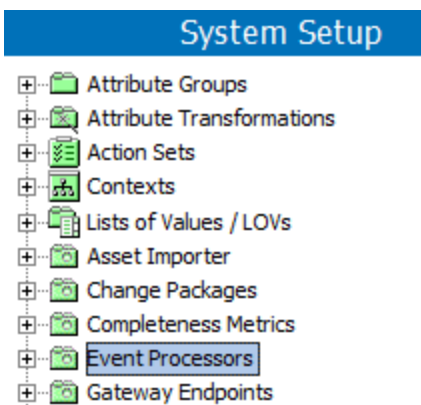 System Setup
Attribute Groups
Attribute Transformations
Action Sets
Contexts
Lists of Values / LOVs
Asset Importer
Change Packages
Completeness Metrics
Event Processors
Gateway Endpoints